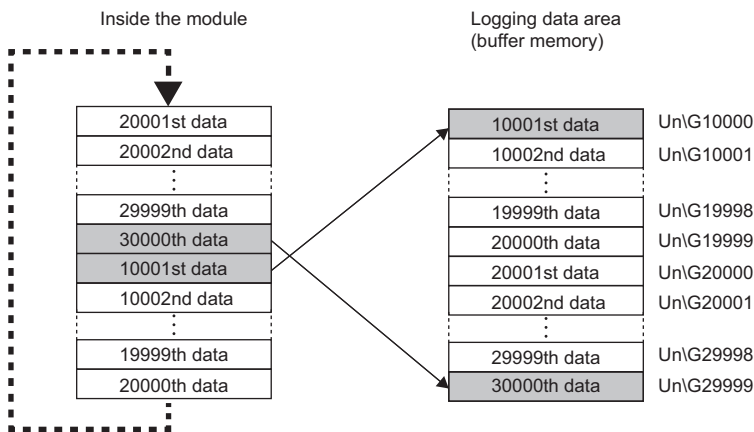 Inside the module
20001st data
20002nd data
29999th data
30000th data
10001st data
10002nd data
19999th data
20000th data
Logging data area
(buffer memory)
10001st data Un\G10000
10002nd data Un\G10001
19999th data Un\G19998
20000th data Un\G19999
20001st data Un\G20000
20002nd data Un\G20001
29999th data Un\G29998
30000th data Un\G29999